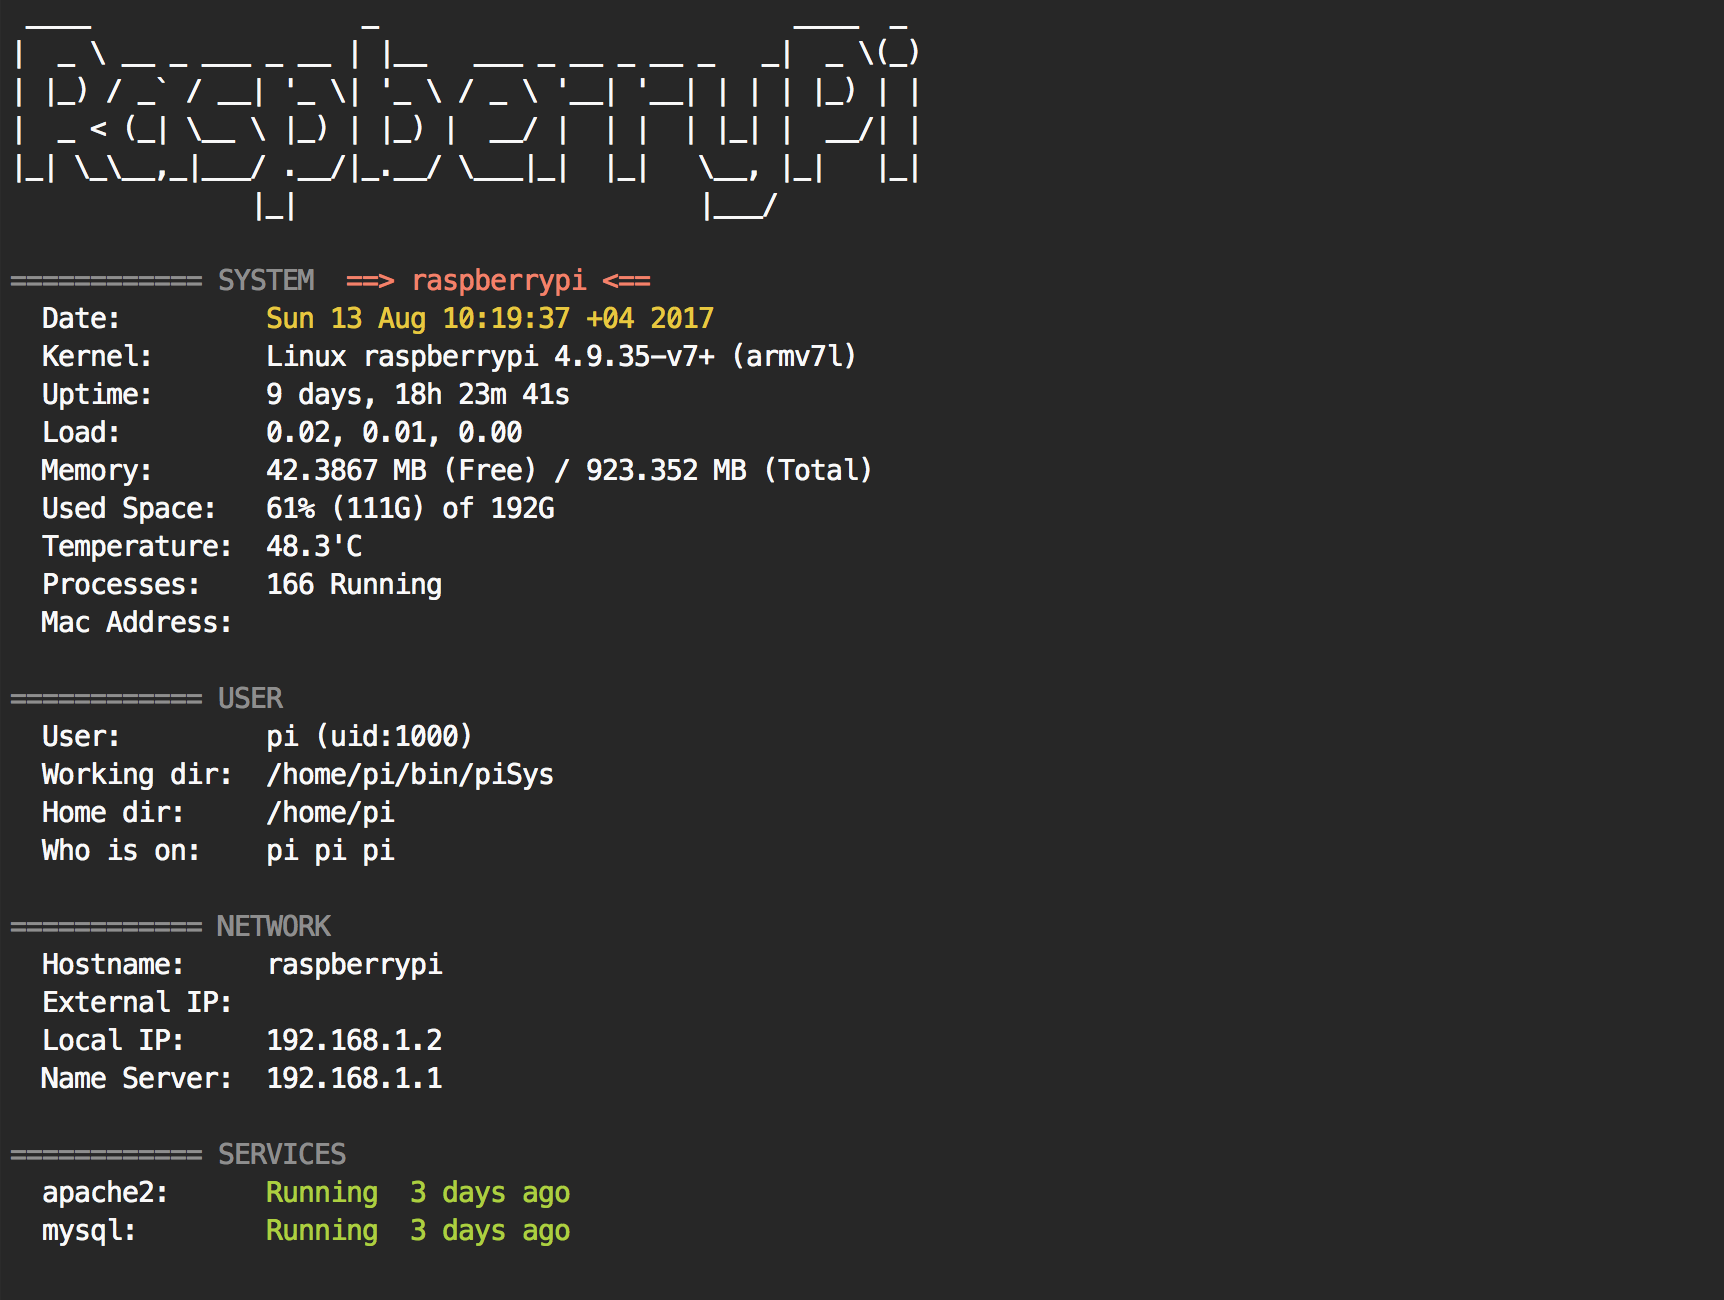 RaspberryPi
============ SYSTEM  ==> raspberrypi <==
Date: Sun 13 Aug 10:19:37 +04 2017
Kernel: Linux raspberrypi 4.9.35-v7+ (armv7l)
Uptime: 9 days, 18h 23m 41s
Load: 0.02, 0.01, 0.00
Memory: 42.3867 MB (Free) / 923.352 MB (Total)
Used Space: 61% (111G) of 192G
Temperature: 48.3'C
Processes: 166 Running
Mac Address:
============ USER
User: pi (uid:1000)
Working dir: /home/pi/bin/piSys
Home dir: /home/pi
Who is on: pi pi pi
============ NETWORK
Hostname: raspberrypi
External IP:
Local IP: 192.168.1.2
Name Server: 192.168.1.1
============ SERVICES
apache2: Running  3 days ago
mysql: Running  3 days ago